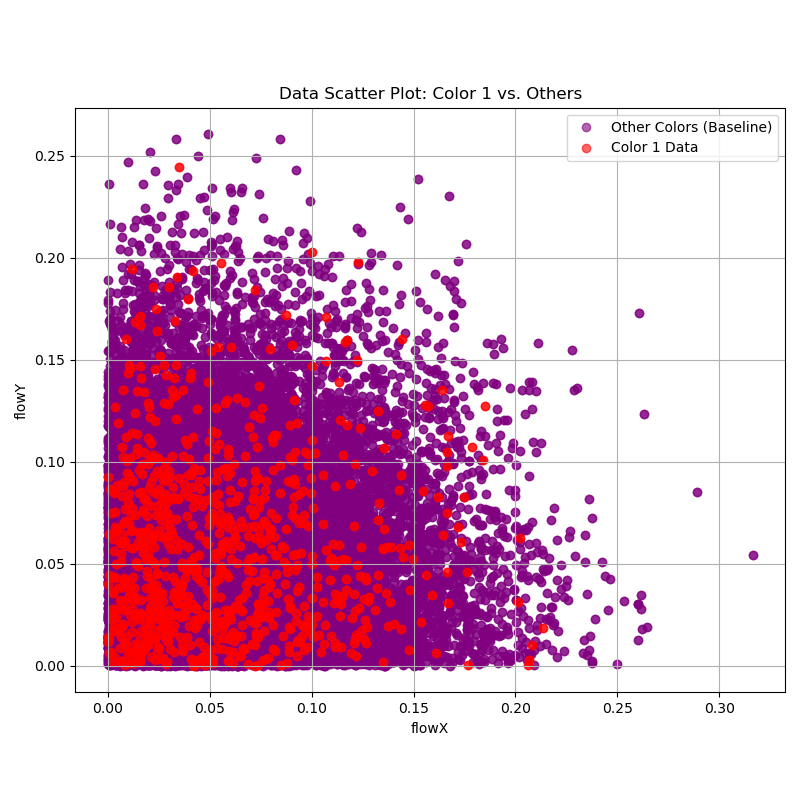 Data Scatter Plot: Color 1 vs. Others
Other Colors (Baseline)
Color 1 Data
flowY
0.25
0.20
0.15
0.10
0.05
0.00
0.00 0.05 0.10 0.15 0.20 0.25 0.30
flowX